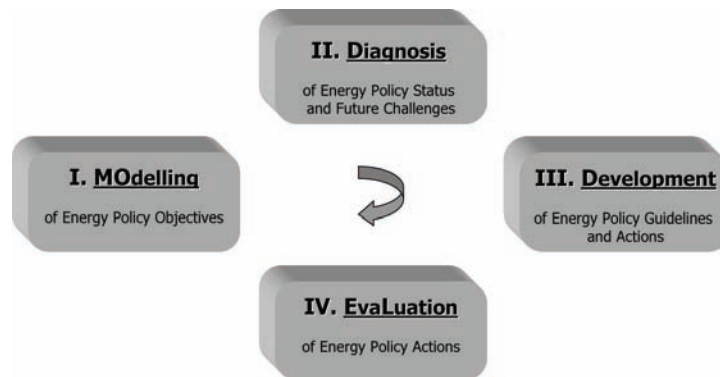 II. Diagnosis
of Energy Policy Status
and Future Challenges
I. MOdelling
of Energy Policy Objectives
III. Development
of Energy Policy Guidelines
and Actions
IV. EvaLuation
of Energy Policy Actions